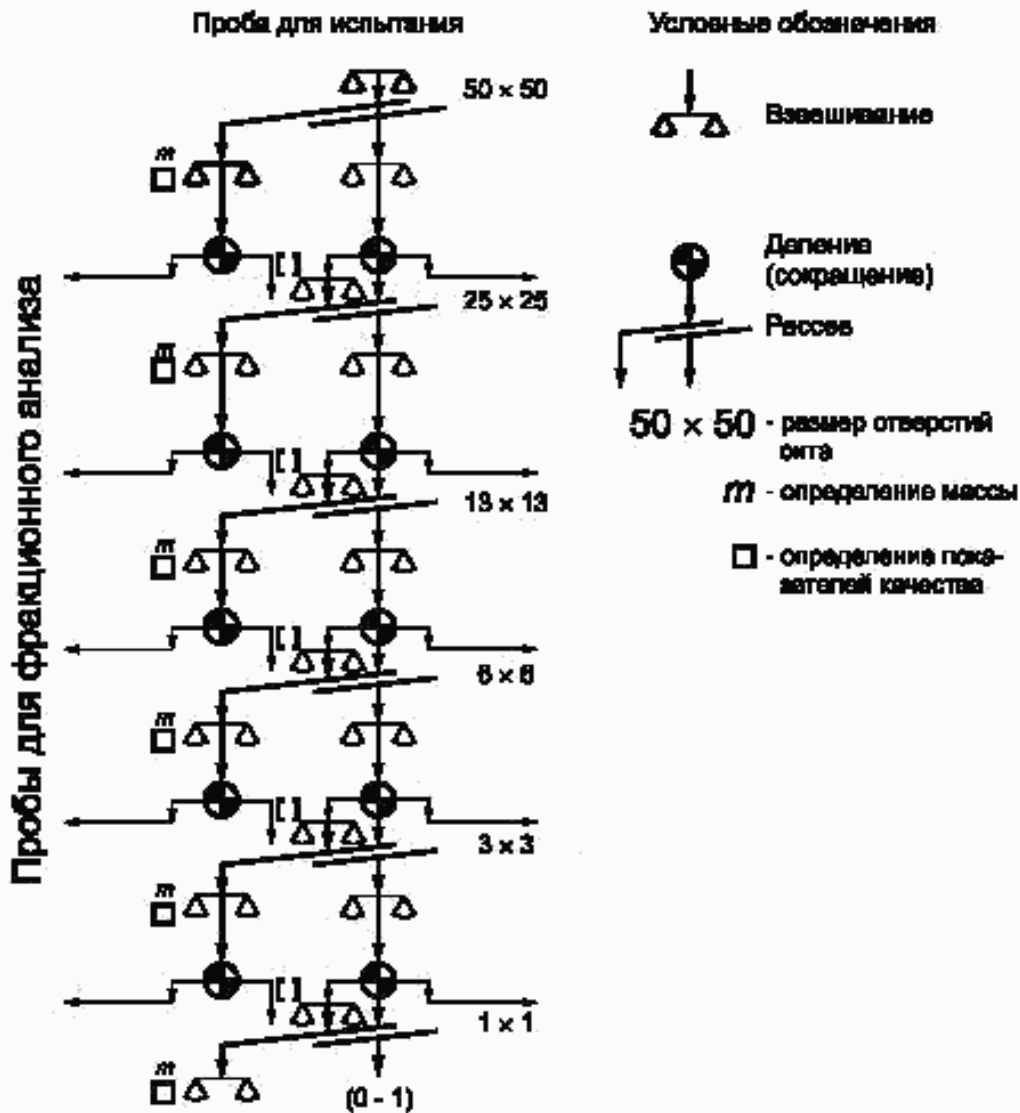 Проба для испытания
Условные обозначения
50 × 50
Взвешивание
m
Деление
(сокращение)
25 × 25
Рассев
m
50 × 50 - размер отверстий
сита
13 × 13
m - определение массы
m
- определение пока-
зателей качества
6 × 6
m
3 × 3
m
1 × 1
m
(0 - 1)
Пробы для фракционного анализа